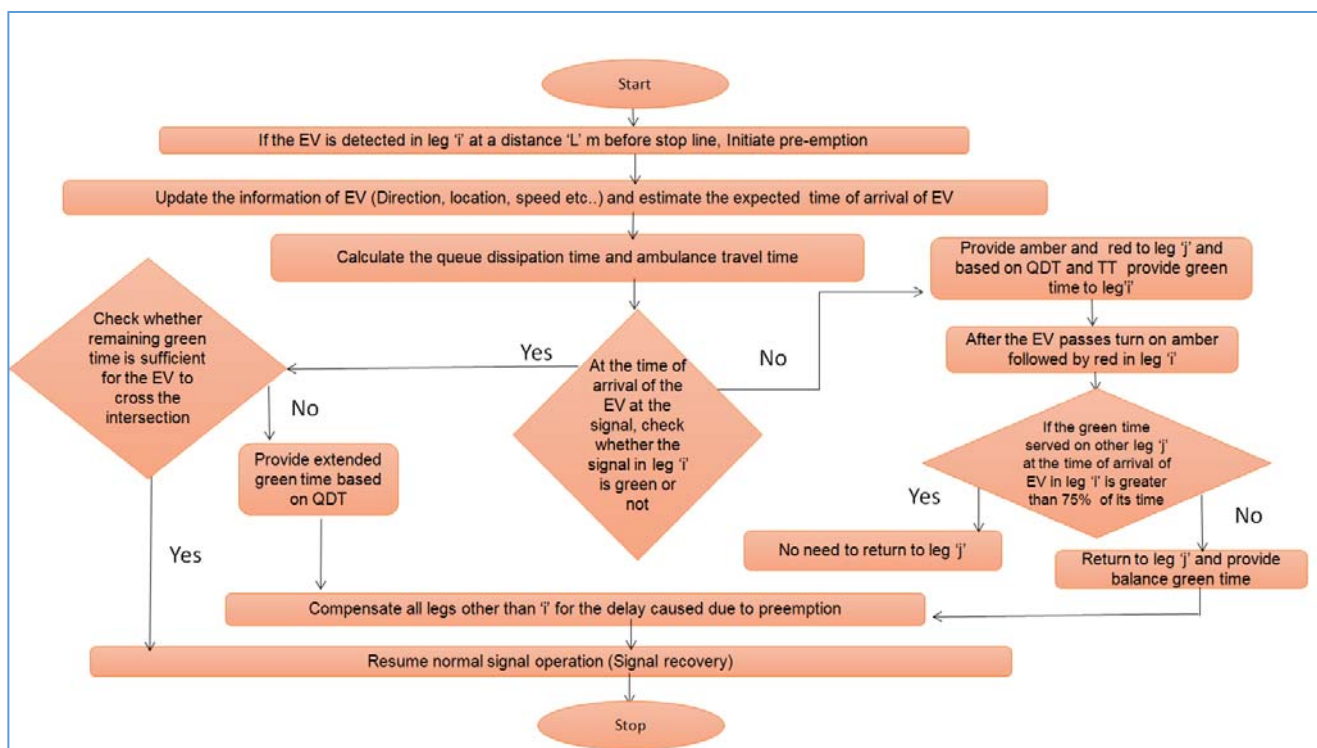 Start
If the EV is detected in leg ‘i’ at a distance ‘L’ m before stop line, Initiate pre-emption
Update the information of EV (Direction, location, speed etc..) and estimate the expected time of arrival of EV
Calculate the queue dissipation time and ambulance travel time
Provide amber and red to leg ‘j’ and
based on QDT and TT provide green
time to leg‘i’
Check whether
remaining green
time is sufficient
for the EV to
cross the
intersection
Yes
No
At the time of
arrival of the
EV at the
signal, check
whether the
signal in leg ‘i’
is green or
not
After the EV passes turn on amber
followed by red in leg ‘i’
No
Provide extended
green time based
on QDT
If the green time
served on other leg ‘j’
at the time of arrival of
EV in leg ‘i’ is greater
than 75% of its time
Yes
No
Yes
No need to return to leg ‘j’
Return to leg ‘j’ and provide
balance green time
Compensate all legs other than ‘i’ for the delay caused due to preemption
Resume normal signal operation (Signal recovery)
Stop